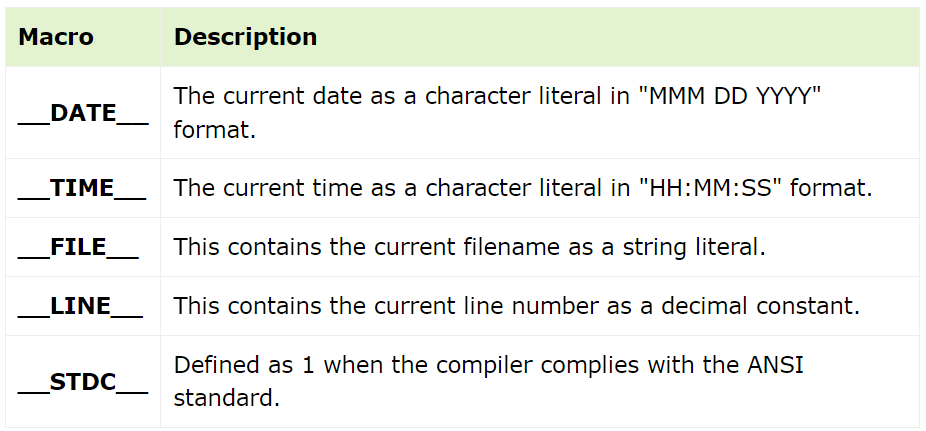 Macro Description
__DATE__ The current date as a character literal in "MMM DD YYYY"
format.
__TIME__ The current time as a character literal in "HH:MM:SS" format.
__FILE__ This contains the current filename as a string literal.
__LINE__ This contains the current line number as a decimal constant.
__STDC__ Defined as 1 when the compiler complies with the ANSI
standard.